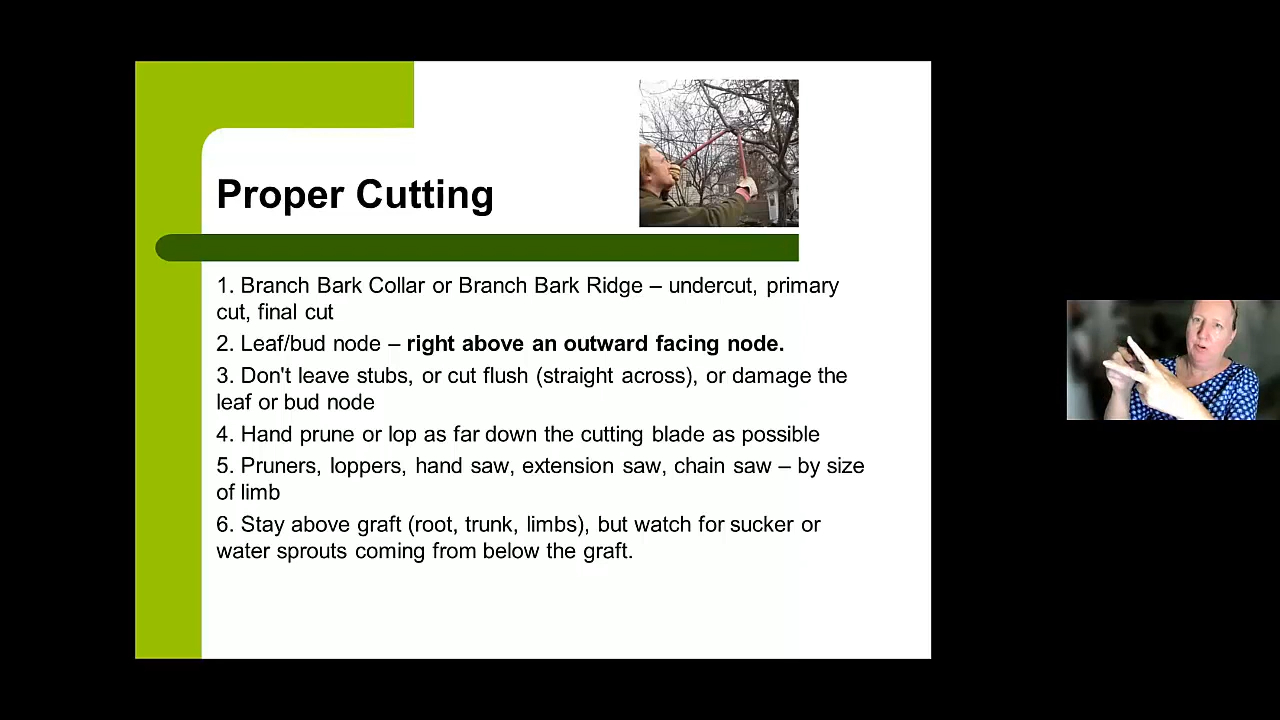 Proper Cutting
1. Branch Bark Collar or Branch Bark Ridge – undercut, primary
cut, final cut
2. Leaf/bud node – right above an outward facing node.
3. Don't leave stubs, or cut flush (straight across), or damage the
leaf or bud node
4. Hand prune or lop as far down the cutting blade as possible
5. Pruners, loppers, hand saw, extension saw, chain saw – by size
of limb
6. Stay above graft (root, trunk, limbs), but watch for sucker or
water sprouts coming from below the graft.